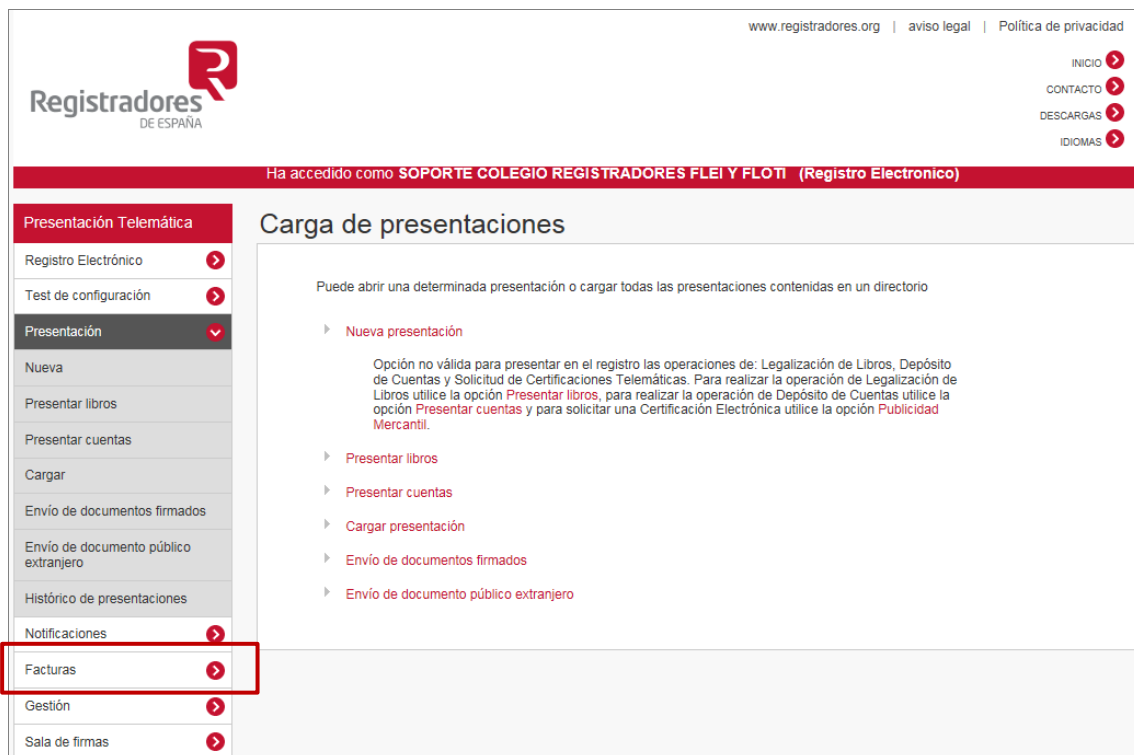 www.registradores.org | aviso legal | Política de privacidad
INICIO
CONTACTO
DESCARGAS
IDIOMAS
Registradores
DE ESPAÑA
Ha accedido como SOPORTE COLEGIO REGISTRADORES FLEI Y FLOTI (Registro Electronico)
Presentación Telemática
Registro Electrónico
Test de configuración
Presentación
Nueva
Presentar libros
Presentar cuentas
Cargar
Envío de documentos firmados
Envío de documento público
extranjero
Histórico de presentaciones
Notificaciones
Facturas
Gestión
Sala de firmas
Carga de presentaciones
Puede abrir una determinada presentación o cargar todas las presentaciones contenidas en un directorio
Nueva presentación
Opción no válida para presentar en el registro las operaciones de: Legalización de Libros, Depósito
de Cuentas y Solicitud de Certificaciones Telemáticas. Para realizar la operación de Legalización de
Libros utilice la opción Presentar libros, para realizar la operación de Depósito de Cuentas utilice la
opción Presentar cuentas y para solicitar una Certificación Electrónica utilice la opción Publicidad
Mercantil.
Presentar libros
Presentar cuentas
Cargar presentación
Envío de documentos firmados
Envío de documento público extranjero